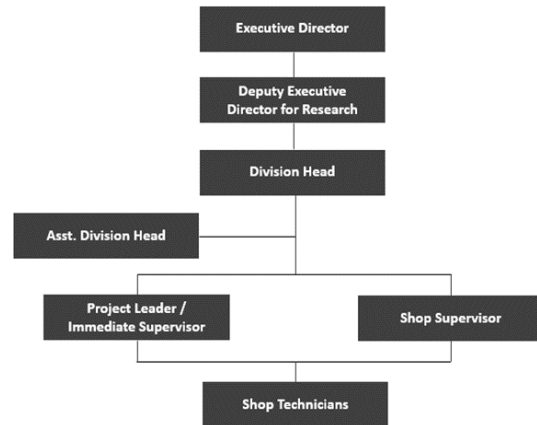 Executive Director
Deputy Executive
Director for Research
Division Head
Asst. Division Head
Project Leader /
Immediate Supervisor
Shop Supervisor
Shop Technicians